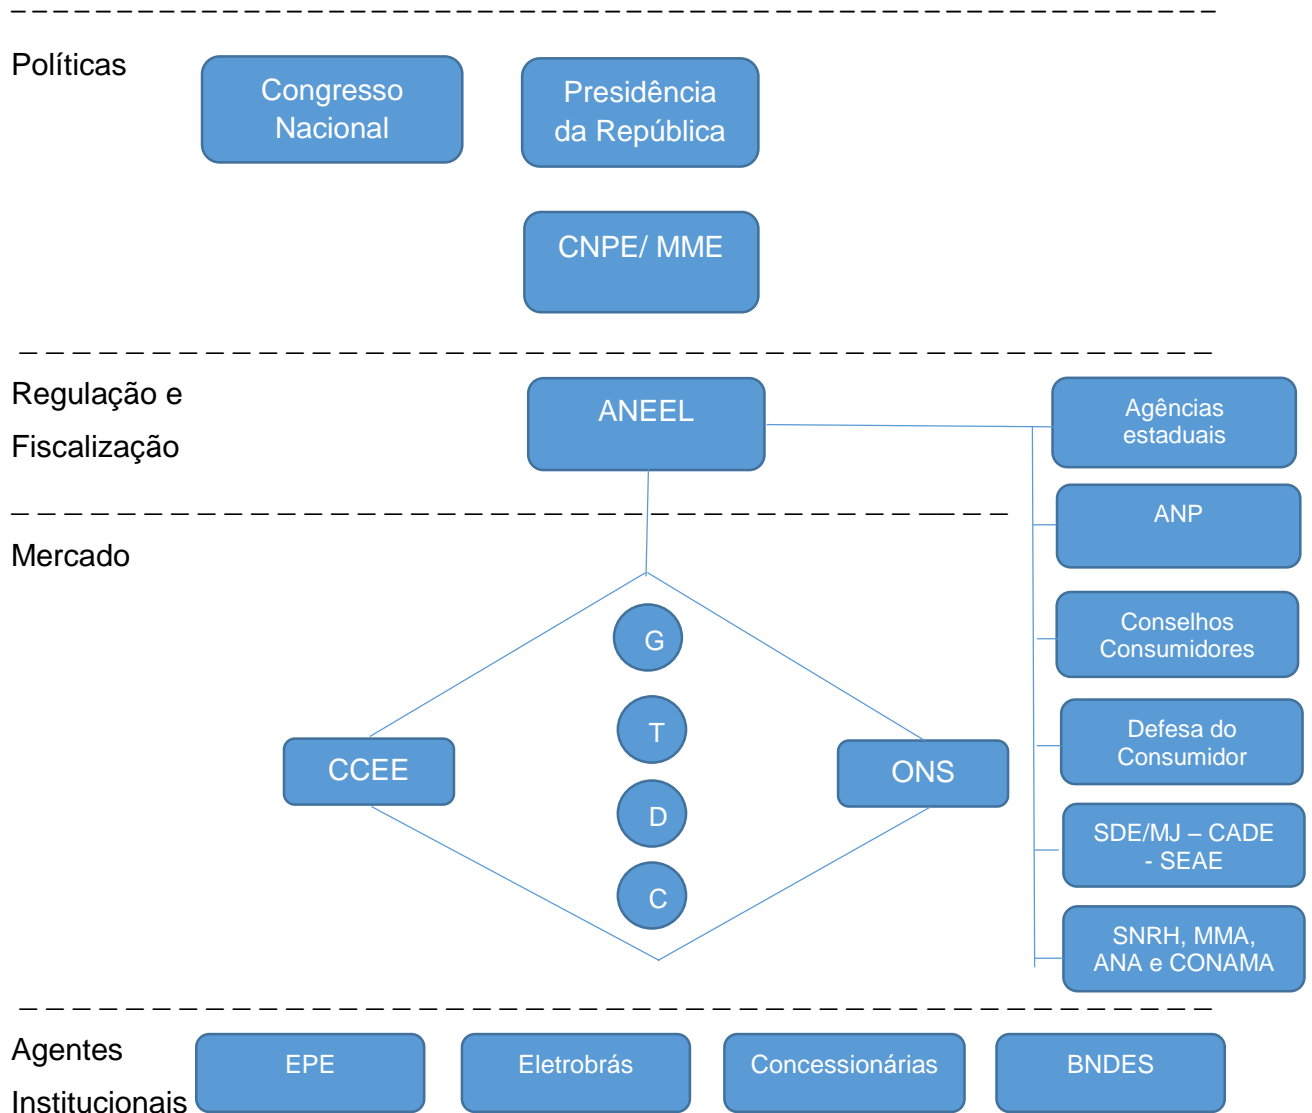 Políticas
Congresso
Nacional
Presidência
da República
CNPE/ MME
Regulação e
Fiscalização
ANEEL
Agências
estaduais
ANP
Mercado
Conselhos
Consumidores
G
T
D
C
CCEE
ONS
Defesa do
Consumidor
SDE/MJ – CADE
- SEAE
SNRH, MMA,
ANA e CONAMA
Agentes
Institucionais
EPE
Eletrobrás
Concessionárias
BNDES